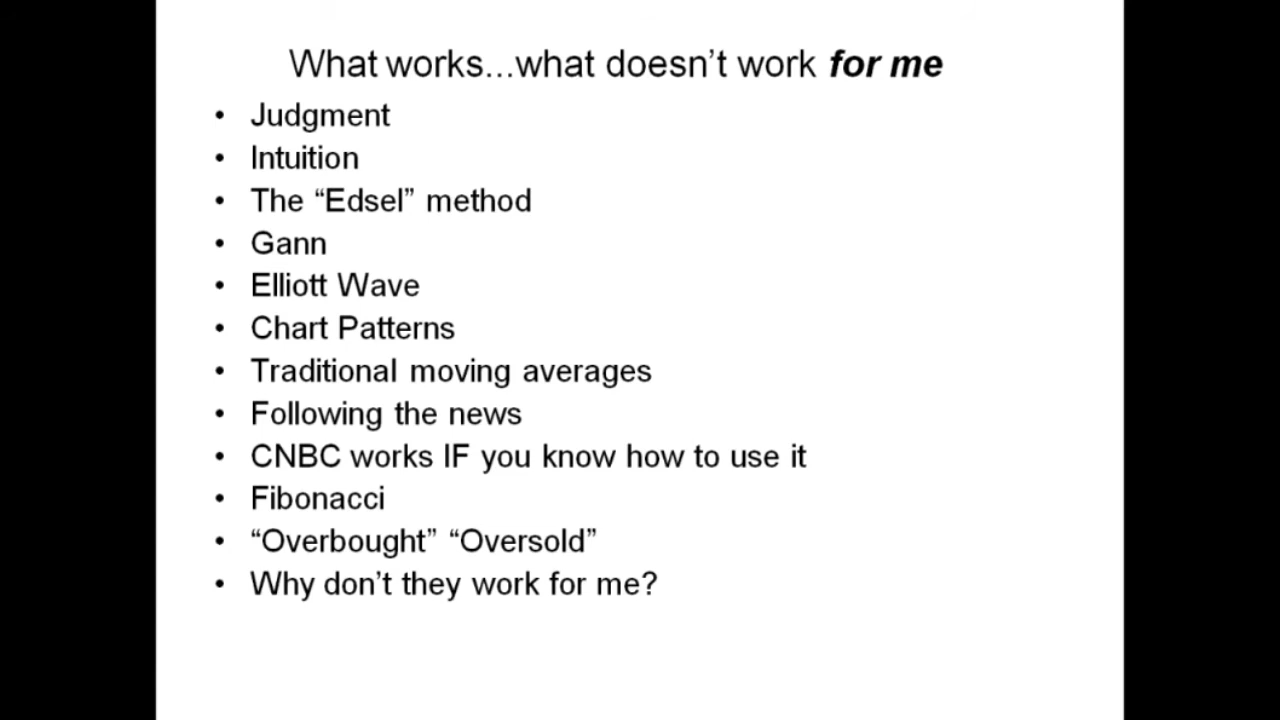 What works...what doesn’t work for me
• Judgment
• Intuition
• The “Edsel” method
• Gann
• Elliott Wave
• Chart Patterns
• Traditional moving averages
• Following the news
• CNBC works IF you know how to use it
• Fibonacci
• “Overbought” “Oversold”
• Why don’t they work for me?